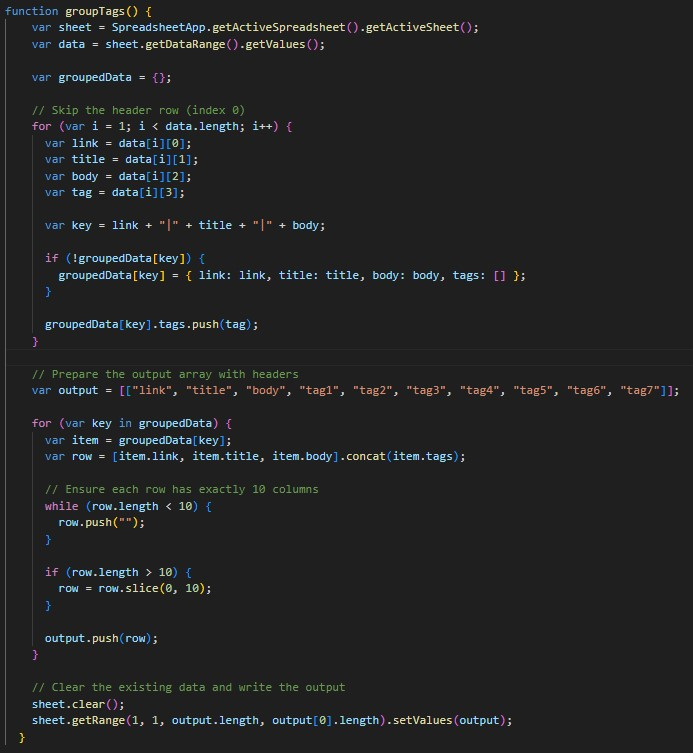 function groupTags() {
var sheet = SpreadsheetApp.getActiveSpreadsheet().getActiveSheet();
var data = sheet.getDataRange().getValues();
var groupedData = {};
// Skip the header row (index 0)
for (var i = 1; i < data.length; i++) {
var link = data[i][0];
var title = data[i][1];
var body = data[i][2];
var tag = data[i][3];
var key = link + "|" + title + "|" + body;
if (!groupedData[key]) {
groupedData[key] = { link: link, title: title, body: body, tags: [] };
}
groupedData[key].tags.push(tag);
}
// Prepare the output array with headers
var output = [["link", "title", "body", "tag1", "tag2", "tag3", "tag4", "tag5", "tag6", "tag7"]];
for (var key in groupedData) {
var item = groupedData[key];
var row = [item.link, item.title, item.body].concat(item.tags);
// Ensure each row has exactly 10 columns
while (row.length < 10) {
row.push("");
}
if (row.length > 10) {
row = row.slice(0, 10);
}
output.push(row);
}
// Clear the existing data and write the output
sheet.clear();
sheet.getRange(1, 1, output.length, output[0].length).setValues(output);
}